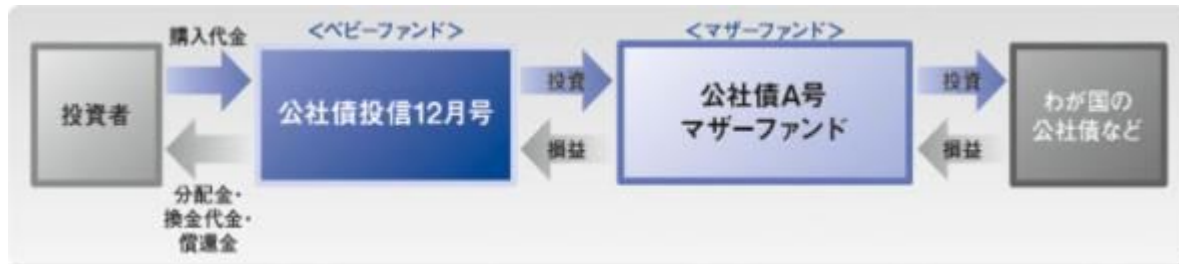 購入代金
<ベビーファンド>
<マザーファンド>
投資者
公社債投信12月号
投資
公社債A号
マザーファンド
投資
わが国の
公社債など
損益
損益
分配金・
換金代金・
償還金